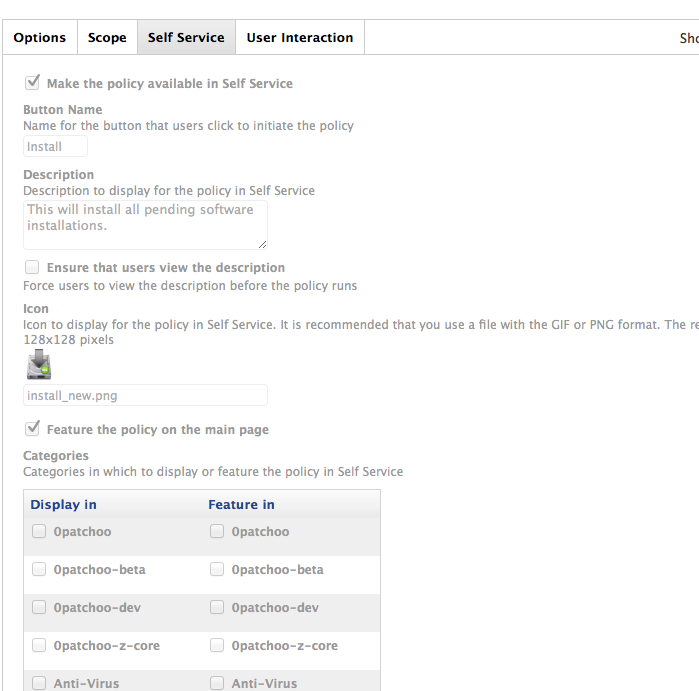 Options Scope Self Service User Interaction
Make the policy available in Self Service
Button Name
Name for the button that users click to initiate the policy
Install
Description
Description to display for the policy in Self Service
This will install all pending software
installations.
Ensure that users view the description
Force users to view the description before the policy runs
Icon
Icon to display for the policy in Self Service. It is recommended that you use a file with the GIF or PNG format. The
128x128 pixels
install_new.png
Feature the policy on the main page
Categories
Categories in which to display or feature the policy in Self Service
Display in Feature in
0patchoo 0patchoo
0patchoo-beta 0patchoo-beta
0patchoo-dev 0patchoo-dev
0patchoo-z-core 0patchoo-z-core
Anti-Virus Anti-Virus